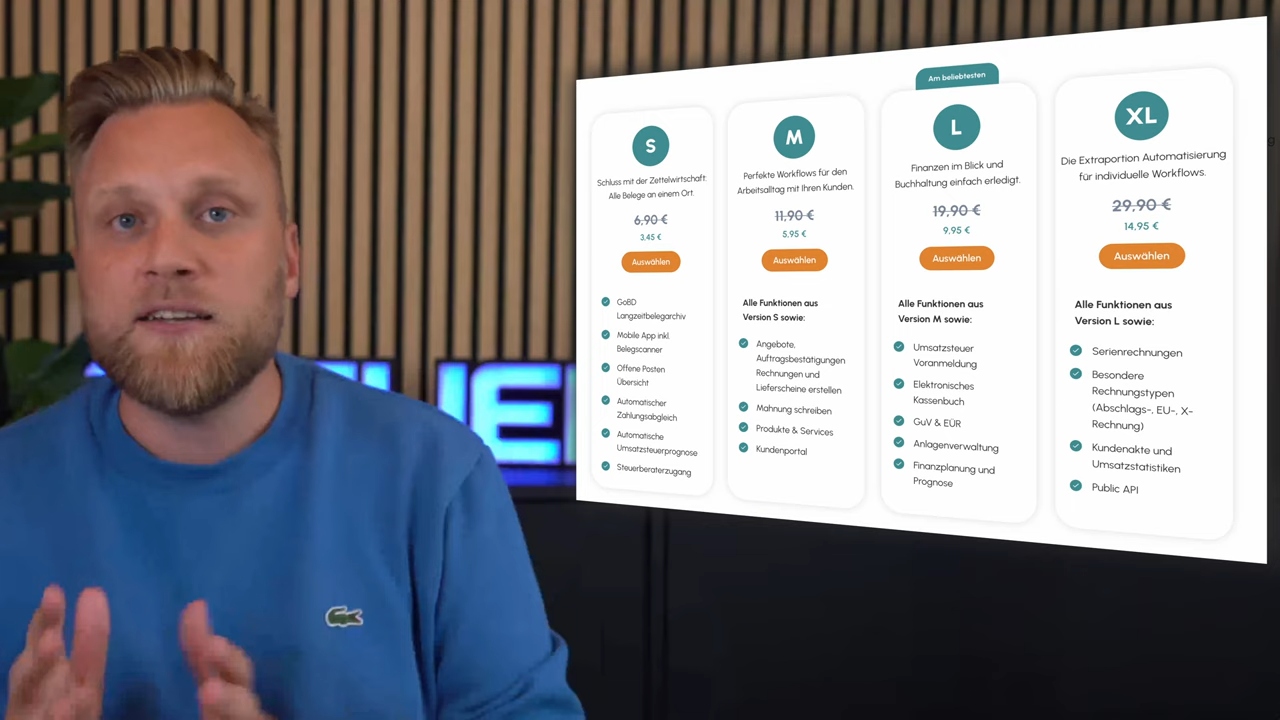 S
Schluss mit der Zettelwirtschaft.
Alle Belege an einem Ort.
6,90 €
3,45 €
Auswählen
GoBD
Langzeitbelegarchiv
Mobile App inkl.
Belegscanner
Offene Posten
Übersicht
Automatischer
Zahlungsabgleich
Automatische
Umsatzsteuerprognose
Steuerberaterzugang
M
Perfekte Workflows für den
Arbeitsalltag mit Ihren Kunden.
11,90 €
5,95 €
Auswählen
Alle Funktionen aus
Version S sowie:
Angebote,
Auftragsbestätigungen
Rechnungen und
Lieferscheine erstellen
Mahnung schreiben
Produkte & Services
Kundenportal
Am beliebtesten
L
Finanzen im Blick und
Buchhaltung einfach erledigt.
19,90 €
9,95 €
Auswählen
Alle Funktionen aus
Version M sowie:
Umsatzsteuer
Voranmeldung
Elektronisches
Kassenbuch
GuV & EÜR
Anlagenverwaltung
Finanzplanung und
Prognose
XL
Die Extraportion Automatisierung
für individuelle Workflows.
29,90 €
14,95 €
Auswählen
Alle Funktionen aus
Version L sowie:
Serienrechnungen
Besondere
Rechnungstypen
(Abschlags-, EU-, X-
Rechnung)
Kundenakte und
Umsatzstatistiken
Public API